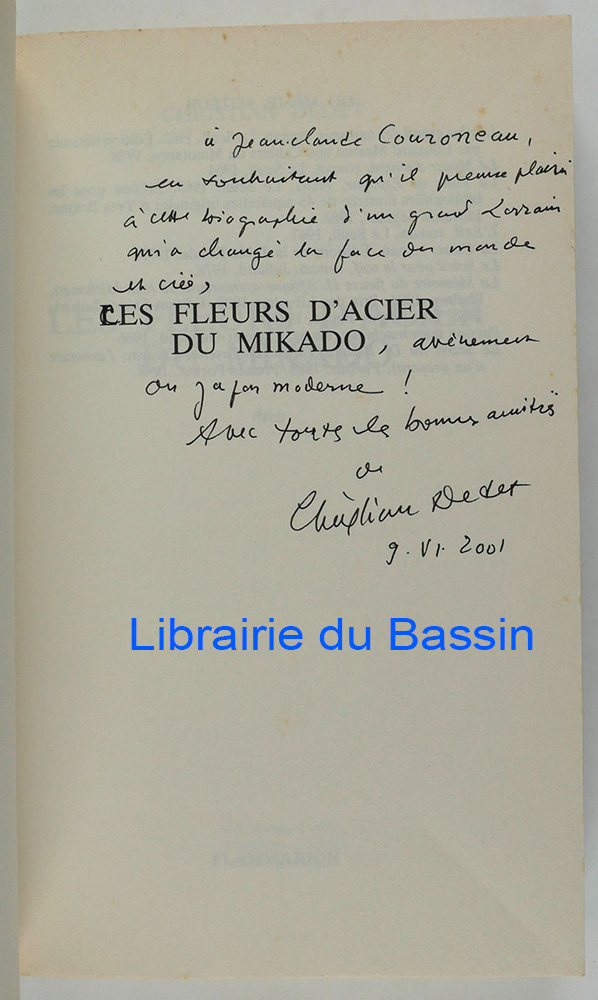 à Jean-Claude Couronneau,
en souhaitant qu'il prenne plaisir
à cette biographie d'un grand Lorrain
qui a changé la face du monde
et créé,
CES FLEURS D'ACIER
DU MIKADO, avènement
du Japon moderne !
Avec toutes les bonnes amitiés
de
Christian Dedet
9. VI. 2001
Librairie du Bassin
FLAMMARION